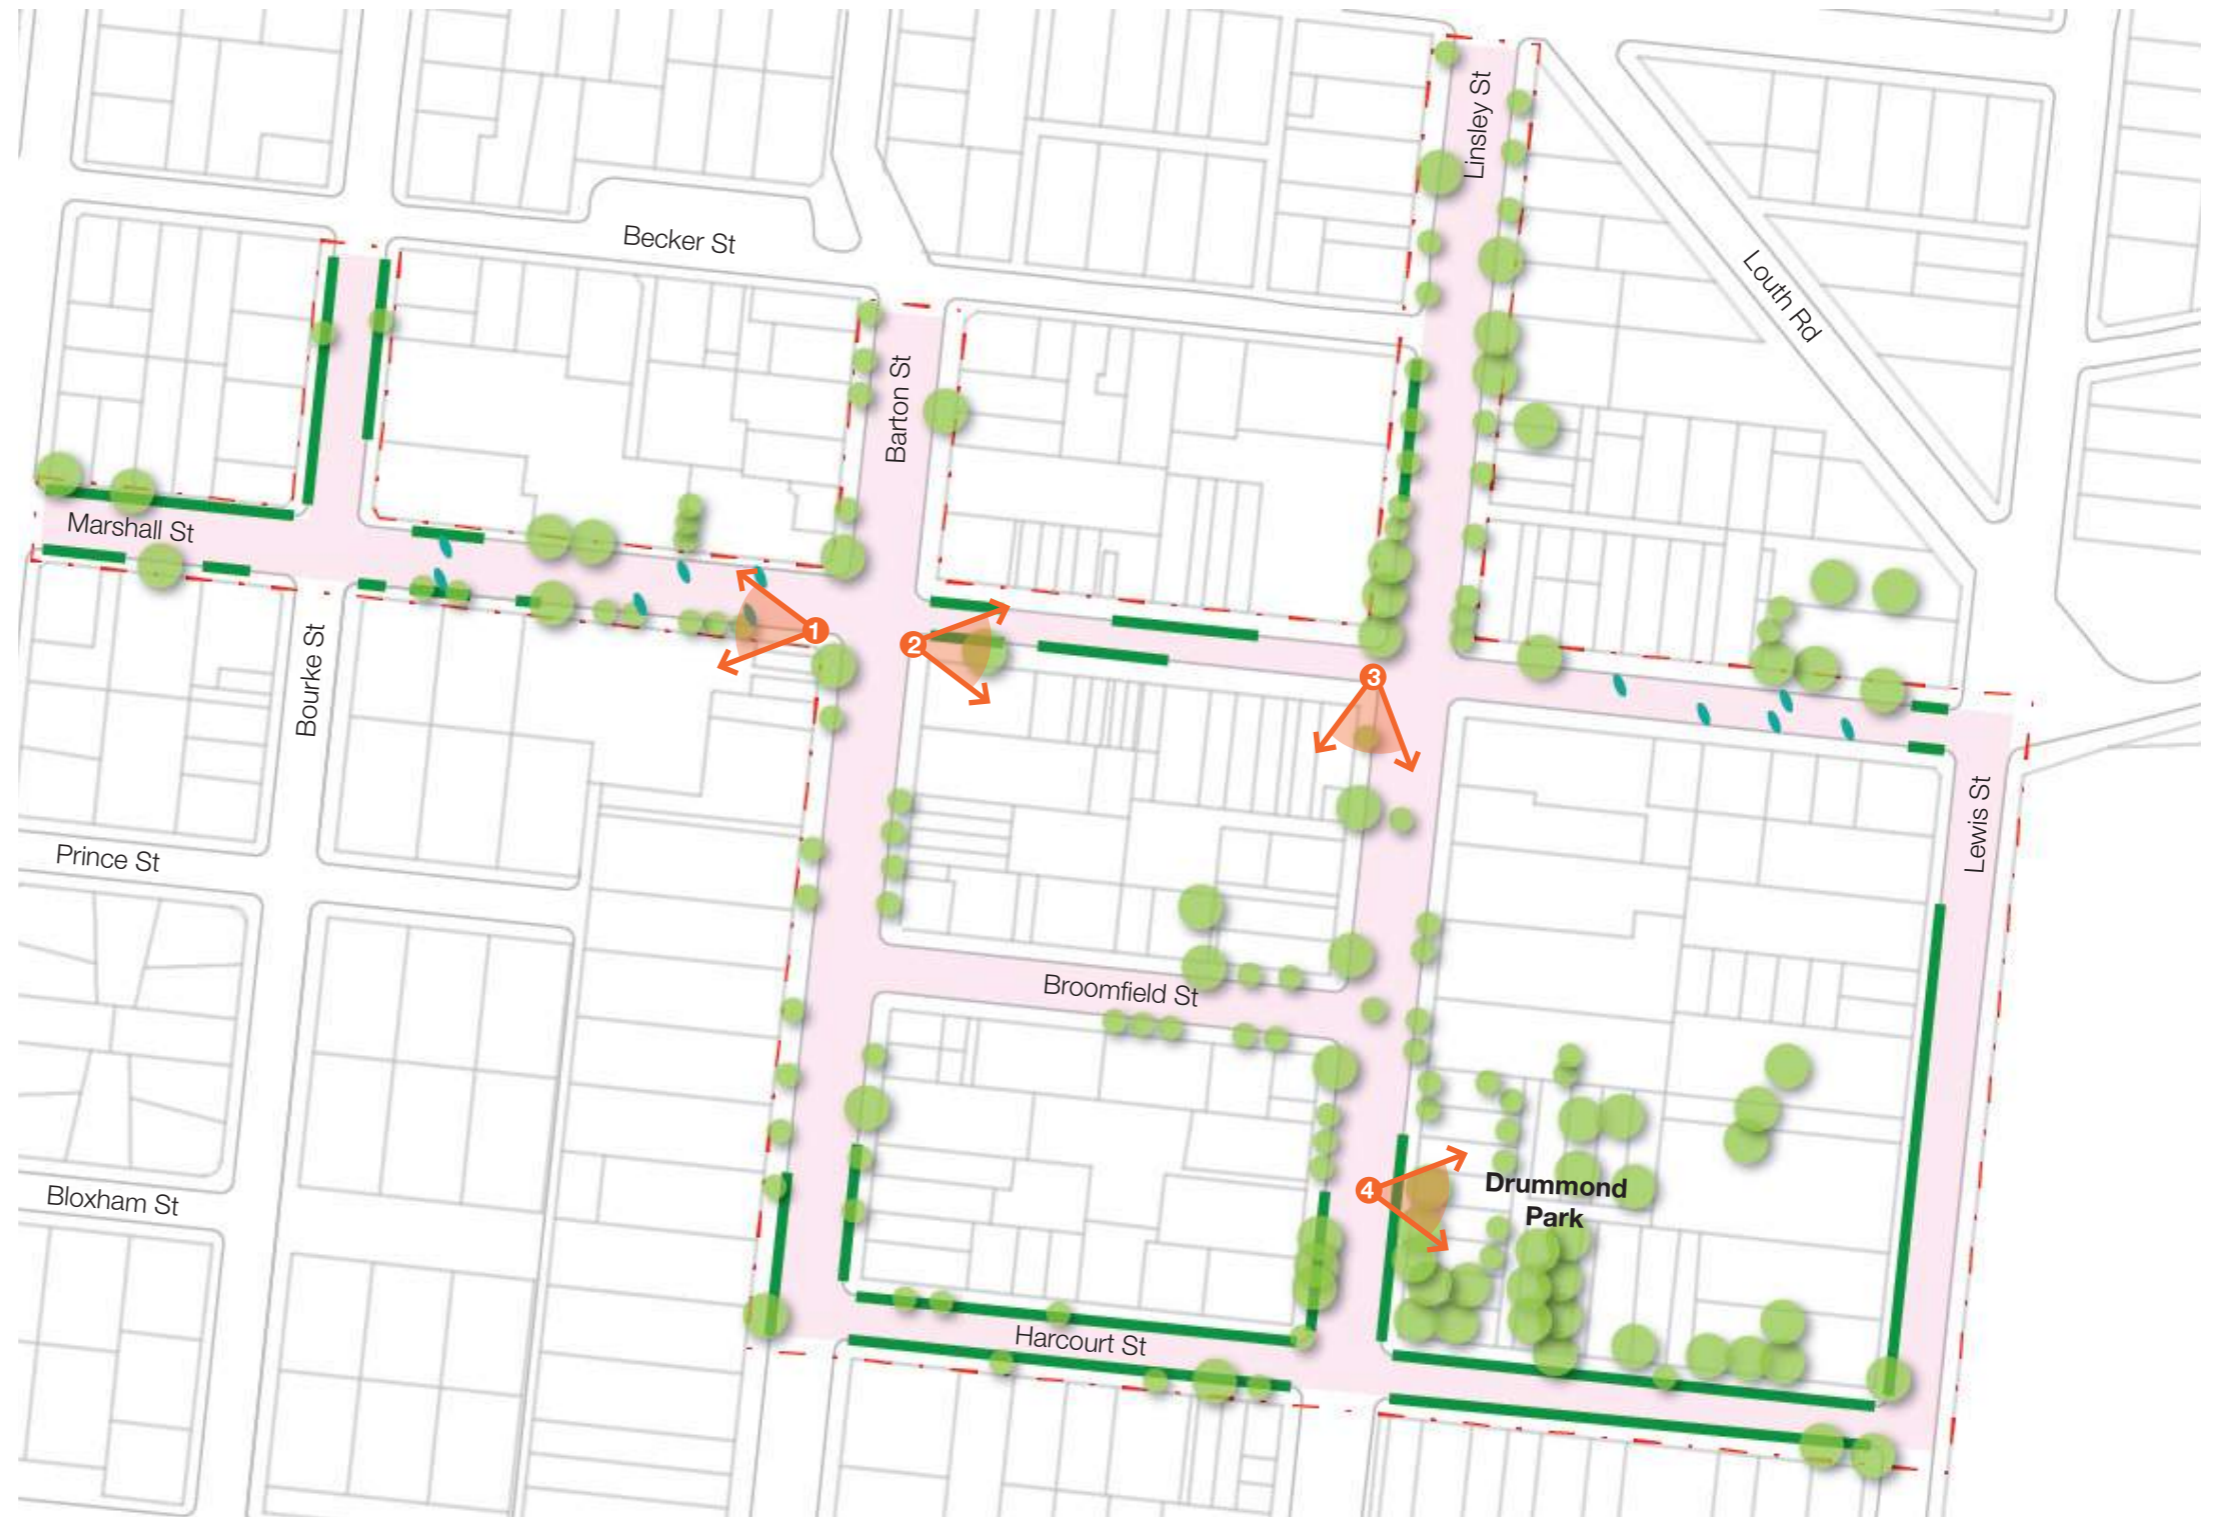 Linsley St
Becker St
Louth Rd
Barton St
Marshall St
1
2
Bourke St
3
Lewis St
Prince St
Broomfield St
4
Drummond
Park
Bloxham St
Harcourt St